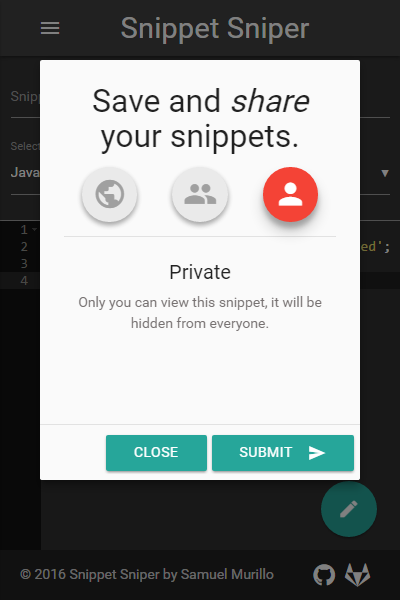 Snippet Sniper
Snipp
Save and share
your snippets.
Select
Java
1
2
ed';
3
4
Private
Only you can view this snippet, it will be
hidden from everyone.
CLOSE
SUBMIT
© 2016 Snippet Sniper by Samuel Murillo